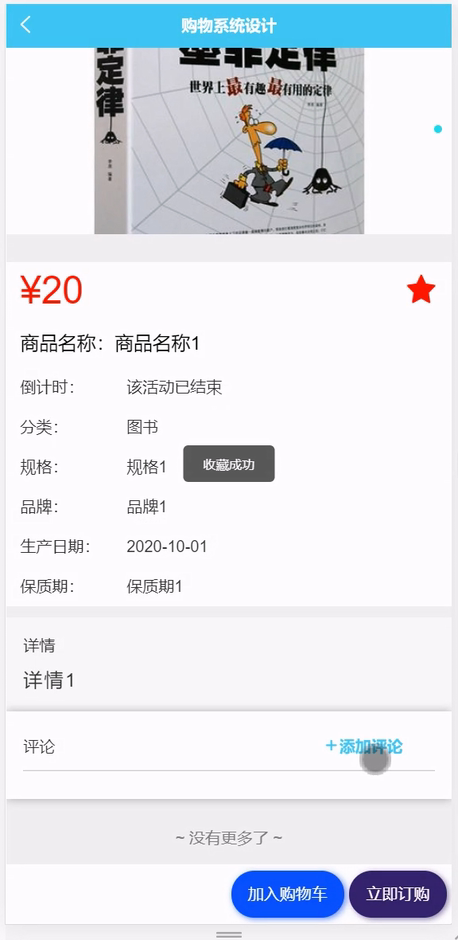 购物系统设计
墨菲定律
菲定律
世界上最有趣最有用的定律
¥20
商品名称：商品名称1
倒计时： 该活动已结束
分类： 图书
规格： 规格1
收藏成功
品牌： 品牌1
生产日期： 2020-10-01
保质期： 保质期1
详情
详情1
评论 +添加评论
~ 没有更多了 ~
加入购物车 立即订购